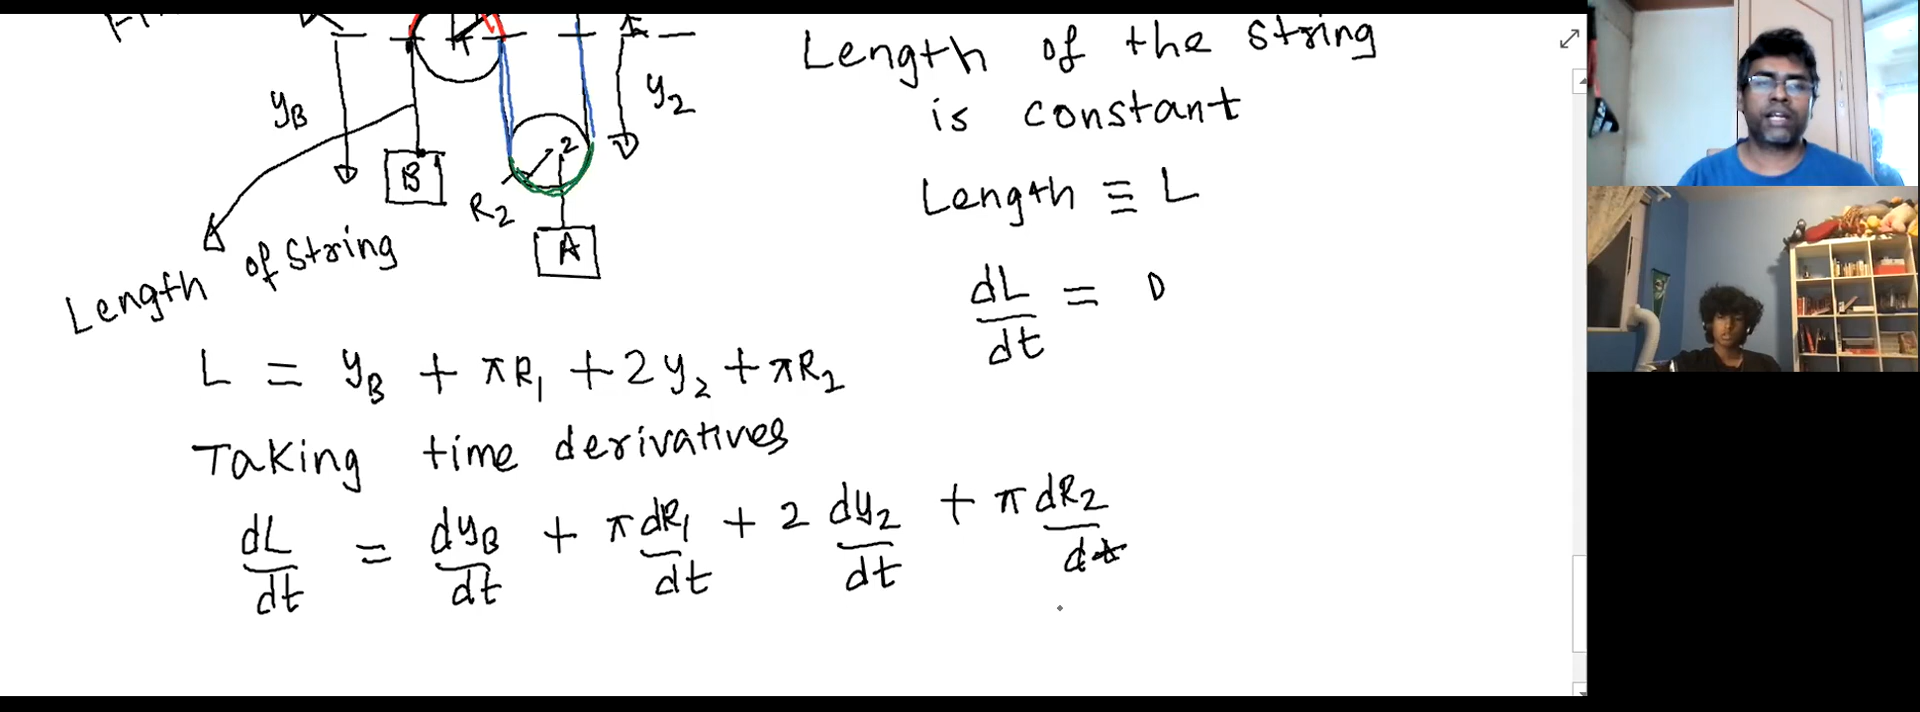 Length of the string
is constant
y_B
y_2
B
2
R_2
A
Length ≡ L
Length of string
dL/dt = 0
L = y_B + πR_1 + 2y_2 + πR_2
Taking time derivatives
dL/dt = dy_B/dt + π dR_1/dt + 2 dy_2/dt + π dR_2/dt